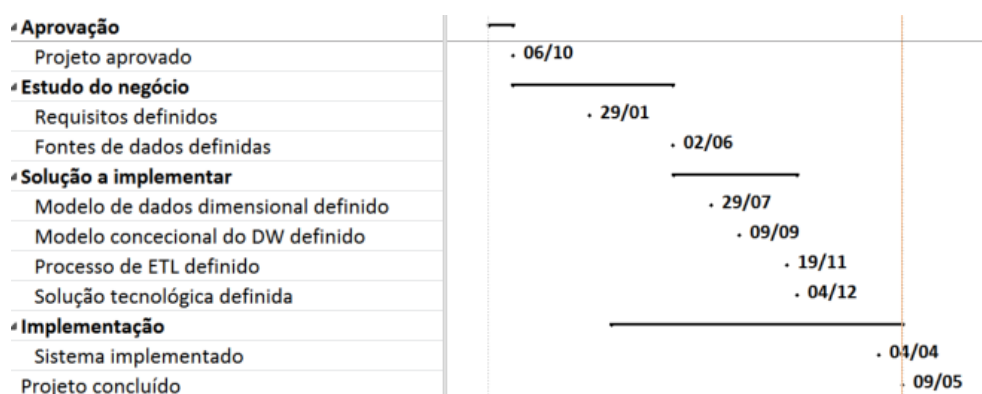 Aprovação
Projeto aprovado 06/10
Estudo do negócio
Requisitos definidos 29/01
Fontes de dados definidas 02/06
Solução a implementar
Modelo de dados dimensional definido 29/07
Modelo concecional do DW definido 09/09
Processo de ETL definido 19/11
Solução tecnológica definida 04/12
Implementação
Sistema implementado 04/04
Projeto concluído 09/05